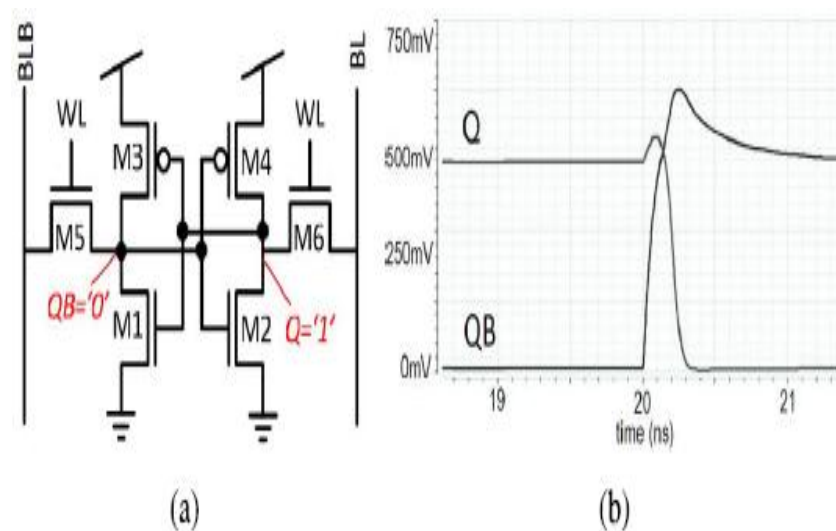 BLB
BL
WL
WL
M3
M4
M5
M6
QB='0'
M1
M2
Q='1'
(a)
750mV
Q
500mV
250mV
QB
0mV
19
20
21
time (ns)
(b)